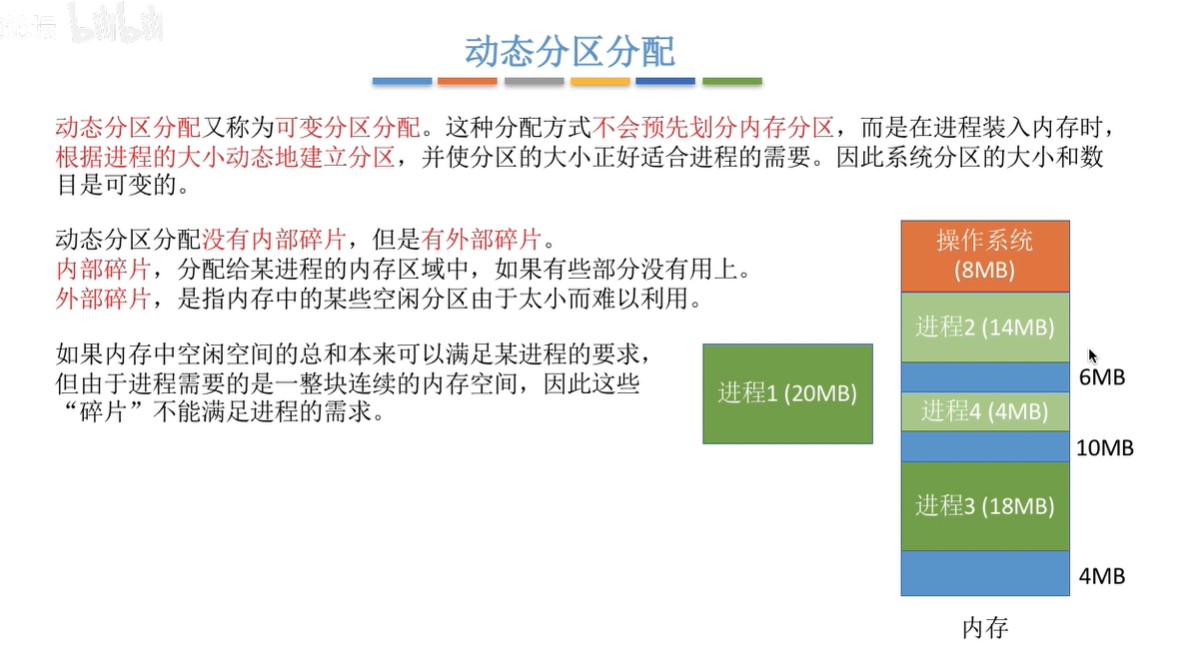 动态分区分配
动态分区分配又称为可变分区分配。这种分配方式不会预先划分内存分区，而是在进程装入内存时，
根据进程的大小动态地建立分区，并使分区的大小正好适合进程的需要。因此系统分区的大小和数
目是可变的。
动态分区分配没有内部碎片，但是有外部碎片。
内部碎片，分配给某进程的内存区域中，如果有些部分没有用上。
外部碎片，是指内存中的某些空闲分区由于太小而难以利用。
如果内存中空闲空间的总和本来可以满足某进程的要求，
但由于进程需要的是一整块连续的内存空间，因此这些
“碎片”不能满足进程的需求。
进程1 (20MB)
操作系统
(8MB)
进程2 (14MB)
6MB
进程4 (4MB)
10MB
进程3 (18MB)
4MB
内存
bilibili